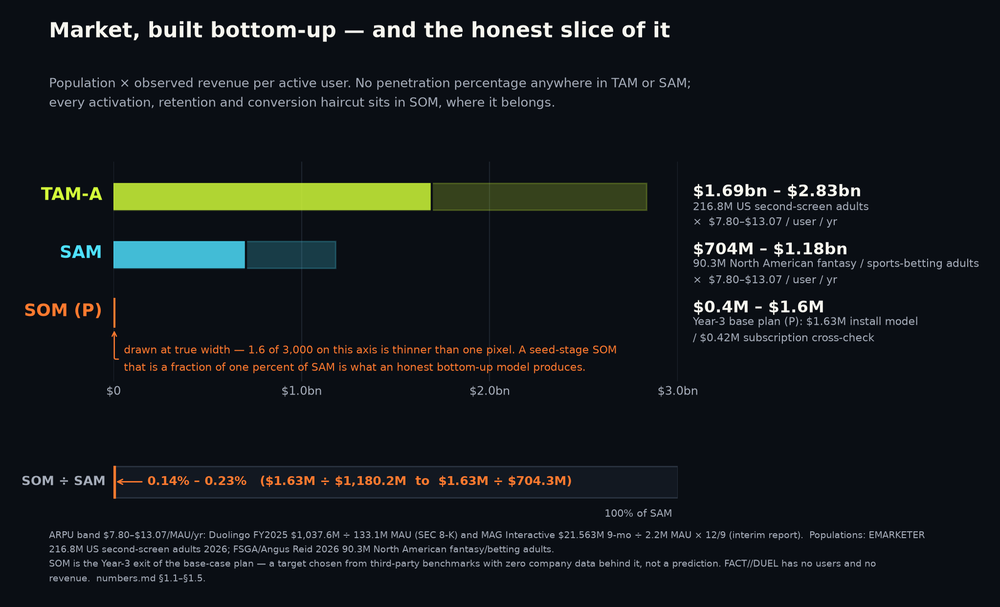 Market, built bottom-up — and the honest slice of it
Population × observed revenue per active user. No penetration percentage anywhere in TAM or SAM;
every activation, retention and conversion haircut sits in SOM, where it belongs.
TAM-A
$1.69bn – $2.83bn
216.8M US second-screen adults
× $7.80–$13.07 / user / yr
SAM
$704M – $1.18bn
90.3M North American fantasy / sports-betting adults
× $7.80–$13.07 / user / yr
SOM (P)
$0.4M – $1.6M
Year-3 base plan (P): $1.63M install model
/ $0.42M subscription cross-check
drawn at true width — 1.6 of 3,000 on this axis is thinner than one pixel. A seed-stage SOM
that is a fraction of one percent of SAM is what an honest bottom-up model produces.
$0 $1.0bn $2.0bn $3.0bn
SOM ÷ SAM
0.14% – 0.23% ($1.63M ÷ $1,180.2M to $1.63M ÷ $704.3M)
100% of SAM
ARPU band $7.80–$13.07/MAU/yr: Duolingo FY2025 $1,037.6M ÷ 133.1M MAU (SEC 8-K) and MAG Interactive $21.563M 9-mo ÷ 2.2M MAU × 12/9 (interim report). Populations: EMARKETER
216.8M US second-screen adults 2026; FSGA/Angus Reid 2026 90.3M North American fantasy/betting adults.
SOM is the Year-3 exit of the base-case plan — a target chosen from third-party benchmarks with zero company data behind it, not a prediction. FACT//DUEL has no users and no
revenue. numbers.md §1.1–§1.5.